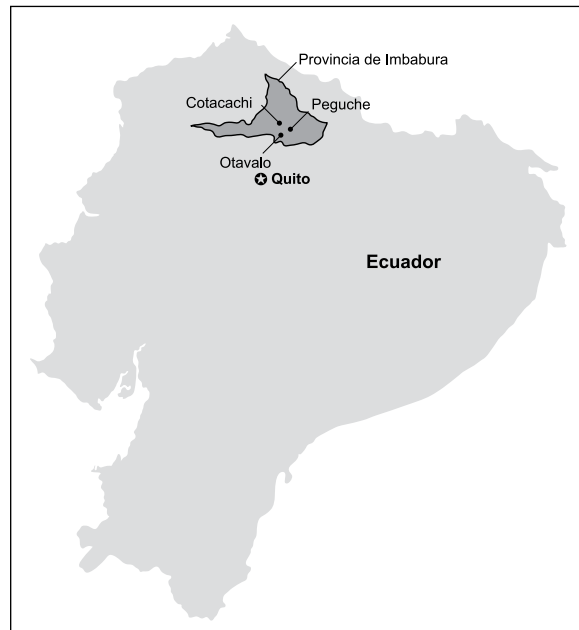 Provincia de Imbabura
Cotacachi
Peguche
Otavalo
Quito
Ecuador